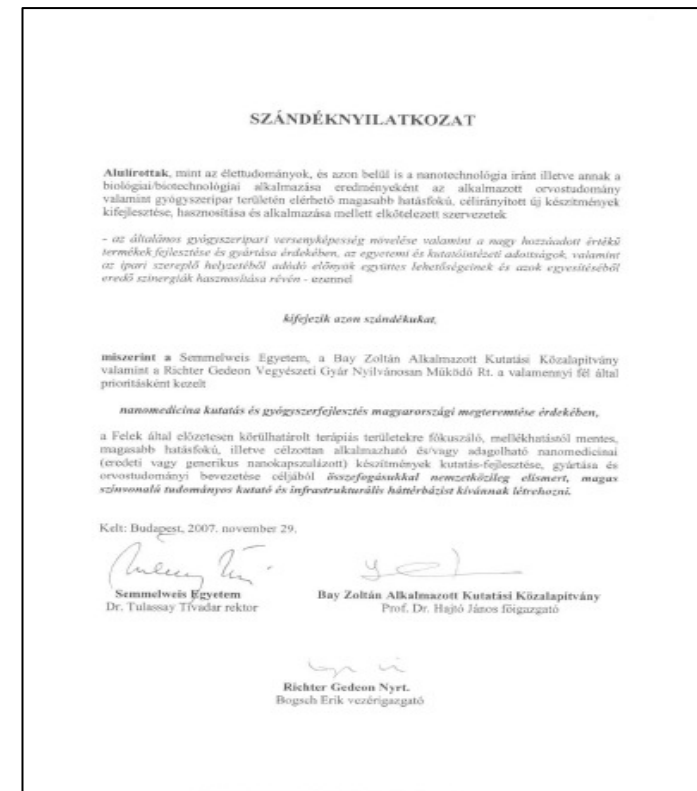 SZÁNDÉKNYILATKOZAT
Alulírottak, mint az élettudományok, és azon belül is a nanotechnológia iránt illetve annak a
biológiai/biotechnológiai alkalmazása eredményeként az alkalmazott orvostudomány
valamint gyógyszeripar területén elérhető magasabb hatásfokú, célirányított új készítmények
kifejlesztése, hasznosítása és alkalmazása mellett elkötelezett szervezetek
- az általános gyógyszeripari versenyképesség növelése valamint a nagy hozzáadott értékű
termékek fejlesztése és gyártása érdekében, az egyetemi és kutatóintézeti adottságok, valamint
az ipari szereplő helyzetéből adódó előnyök együttes lehetőségeinek és azok egyesítéséből
eredő szinergiák hasznosítása révén - ezennel
kifejezik azon szándékukat,
miszerint a Semmelweis Egyetem, a Bay Zoltán Alkalmazott Kutatási Közalapítvány
valamint a Richter Gedeon Vegyészeti Gyár Nyilvánosan Működő Rt. a valamennyi fél által
prioritásként kezelt
nanomedicina kutatás és gyógyszerfejlesztés magyarországi megteremtése érdekében,
a Felek által előzetesen körülhatárolt terápiás területekre fókuszáló, mellékhatástól mentes,
magasabb hatásfokú, illetve célzottan alkalmazható és/vagy adagolható nanomedicinai
(eredeti vagy generikus nanokapszulázott) készítmények kutatás-fejlesztése, gyártása és
orvostudományi bevezetése céljából összefogásukkal nemzetközileg elismert, magas
színvonalú tudományos kutató és infrastrukturális háttérbázist kívánnak létrehozni.
Kelt: Budapest, 2007. november 29.
Semmelweis Egyetem
Dr. Tulassay Tivadar rektor
Bay Zoltán Alkalmazott Kutatási Közalapítvány
Prof. Dr. Hajtó János főigazgató
Richter Gedeon Nyrt.
Bogsch Erik vezérigazgató